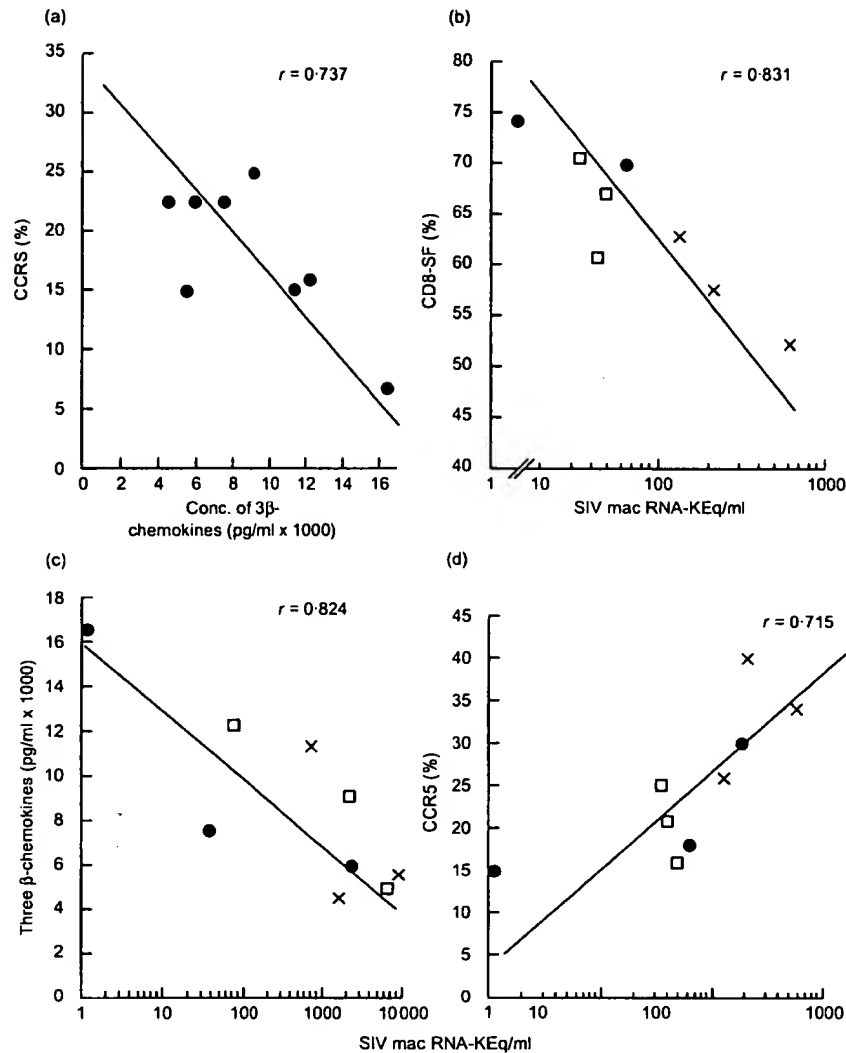 (a)
r = 0·737
CCRS (%)
35
30
25
20
15
10
5
0
0 2 4 6 8 10 12 14 16
Conc. of 3β-
chemokines (pg/ml x 1000)
(b)
r = 0·831
CD8-SF (%)
80
75
70
65
60
55
50
45
40
1 10 100 1000
SIV mac RNA-KEq/ml
(c)
r = 0·824
Three β-chemokines (pg/ml x 1000)
18
16
14
12
10
8
6
4
2
0
1 100 1000 10 000
SIV mac RNA-KEq/ml
(d)
r = 0·715
CCR5 (%)
45
40
35
30
25
20
15
10
5
0
1 100 1000